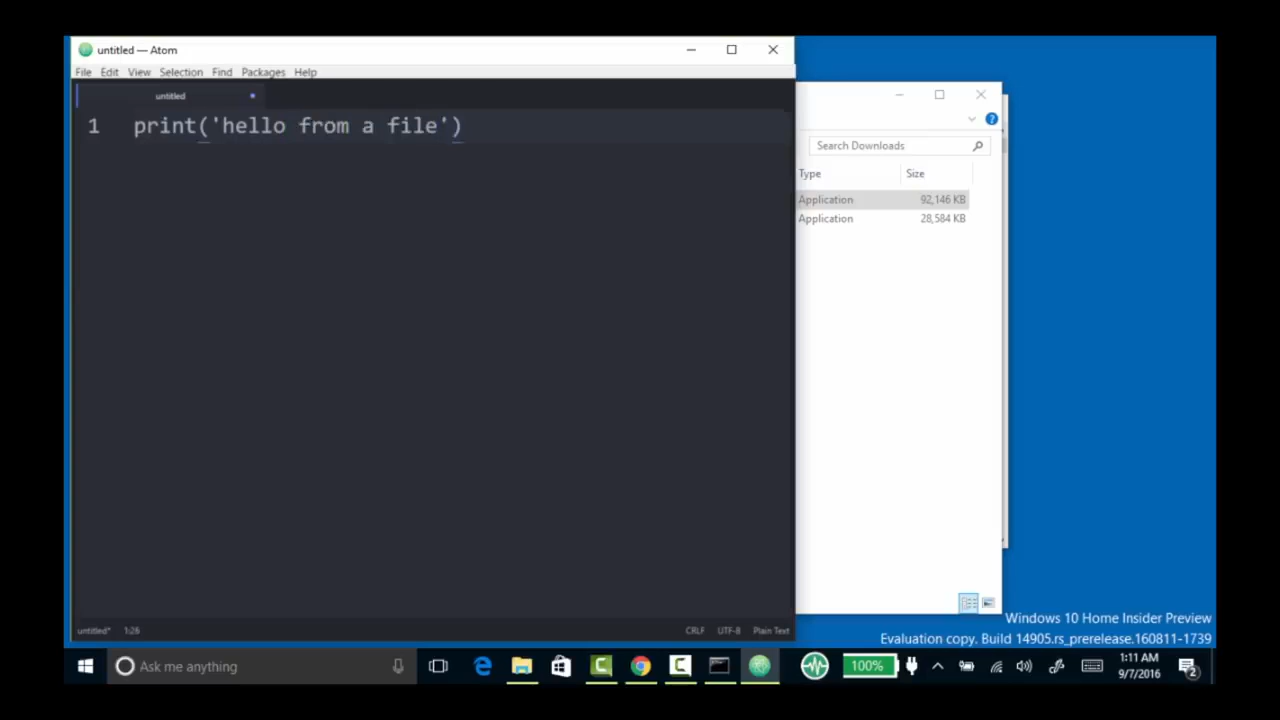 untitled — Atom
File Edit View Selection Find Packages Help
untitled
1 print('hello from a file')
Search Downloads
Type Size
Application 92,146 KB
Application 28,584 KB
untitled* 1:26 CRLF UTF-8 Plain Text
Windows 10 Home Insider Preview
Evaluation copy. Build 14905.rs_prerelease.160811-1739
Ask me anything
100%
1:11 AM
9/7/2016
2